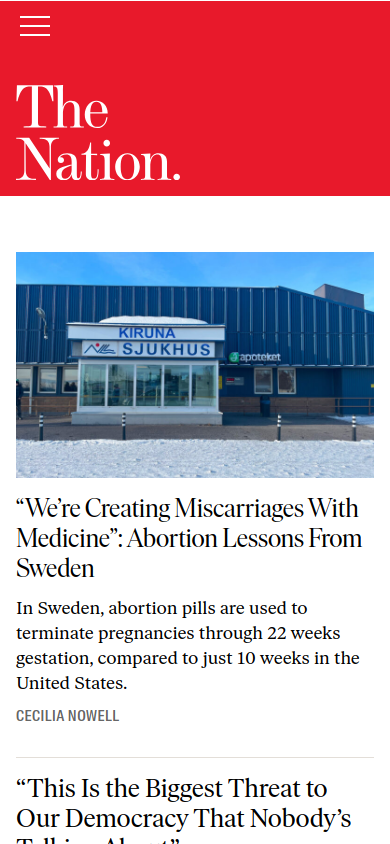 The
Nation.
KIRUNA
SJUKHUS
apoteket
“We’re Creating Miscarriages With
Medicine”: Abortion Lessons From
Sweden
In Sweden, abortion pills are used to
terminate pregnancies through 22 weeks
gestation, compared to just 10 weeks in the
United States.
CECILIA NOWELL
“This Is the Biggest Threat to
Our Democracy That Nobody’s
Talking About”